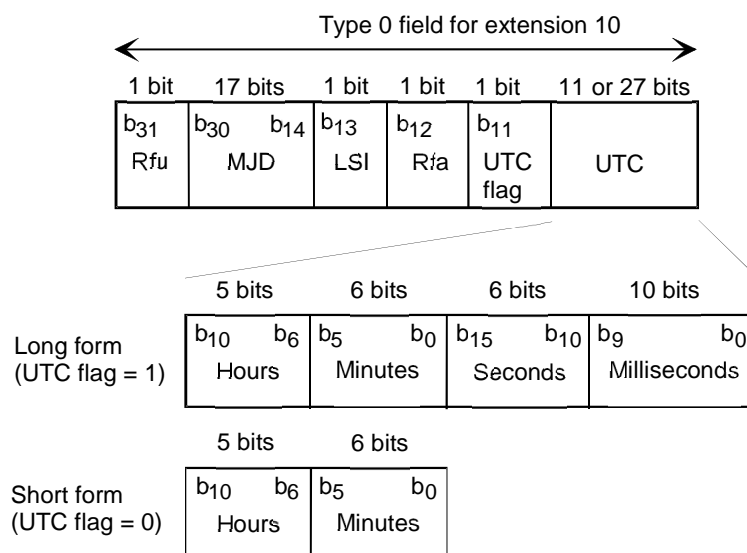 Type 0 field for extension 10
1 bit 17 bits 1 bit 1 bit 1 bit 11 or 27 bits
b31 b30 b14 b13 b12 b11
Rfu MJD LSI Rfa UTC flag UTC
5 bits 6 bits 6 bits 10 bits
Long form
(UTC flag = 1)
b10 b6 b5 b0 b15 b10 b9 b0
Hours Minutes Seconds Milliseconds
5 bits 6 bits
Short form
(UTC flag = 0)
b10 b6 b5 b0
Hours Minutes